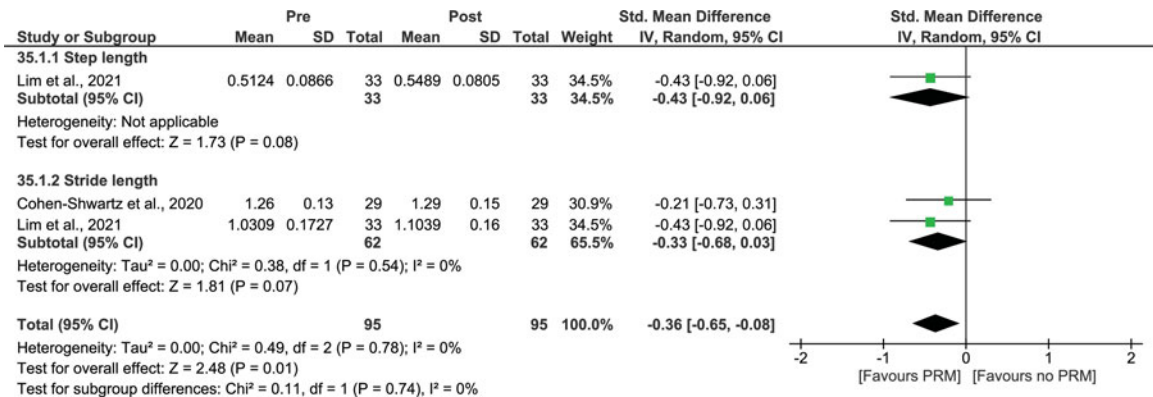 Pre Post Std. Mean Difference Std. Mean Difference
Study or Subgroup Mean SD Total Mean SD Total Weight IV, Random, 95% CI IV, Random, 95% CI
35.1.1 Step length
Lim et al., 2021 0.5124 0.0866 33 0.5489 0.0805 33 34.5% -0.43 [-0.92, 0.06]
Subtotal (95% CI) 33 33 34.5% -0.43 [-0.92, 0.06]
Heterogeneity: Not applicable
Test for overall effect: Z = 1.73 (P = 0.08)
35.1.2 Stride length
Cohen-Shwartz et al., 2020 1.26 0.13 29 1.29 0.15 29 30.9% -0.21 [-0.73, 0.31]
Lim et al., 2021 1.0309 0.1727 33 1.1039 0.16 33 34.5% -0.43 [-0.92, 0.06]
Subtotal (95% CI) 62 62 65.5% -0.33 [-0.68, 0.03]
Heterogeneity: Tau² = 0.00; Chi² = 0.38, df = 1 (P = 0.54); I² = 0%
Test for overall effect: Z = 1.81 (P = 0.07)
Total (95% CI) 95 95 100.0% -0.36 [-0.65, -0.08]
Heterogeneity: Tau² = 0.00; Chi² = 0.49, df = 2 (P = 0.78); I² = 0%
Test for overall effect: Z = 2.48 (P = 0.01)
Test for subgroup differences: Chi² = 0.11, df = 1 (P = 0.74), I² = 0%
-2 -1 0 1 2
[Favours PRM] [Favours no PRM]